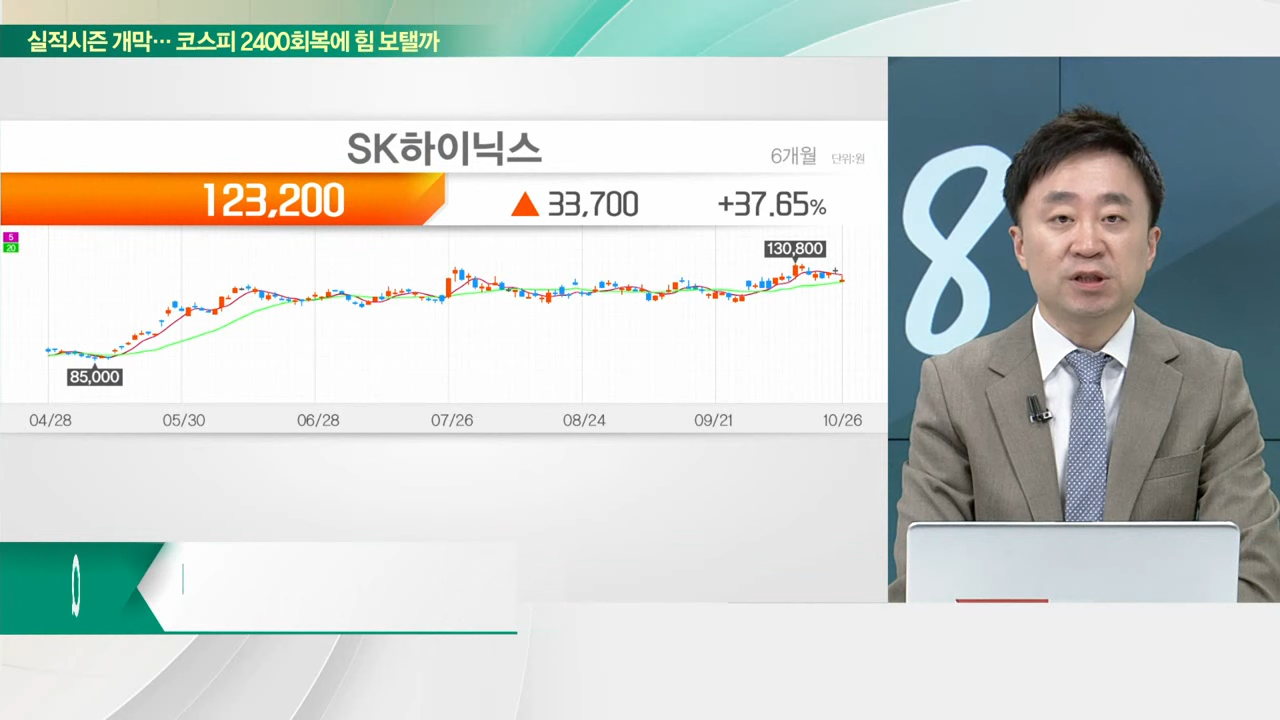 실적시즌 개막… 코스피 2400회복에 힘 보탤까
SK하이닉스
6개월 단위:원
123,200 ▲ 33,700 +37.65%
5
20
130,800
85,000
04/28 05/30 06/28 07/26 08/24 09/21 10/26
8
Q